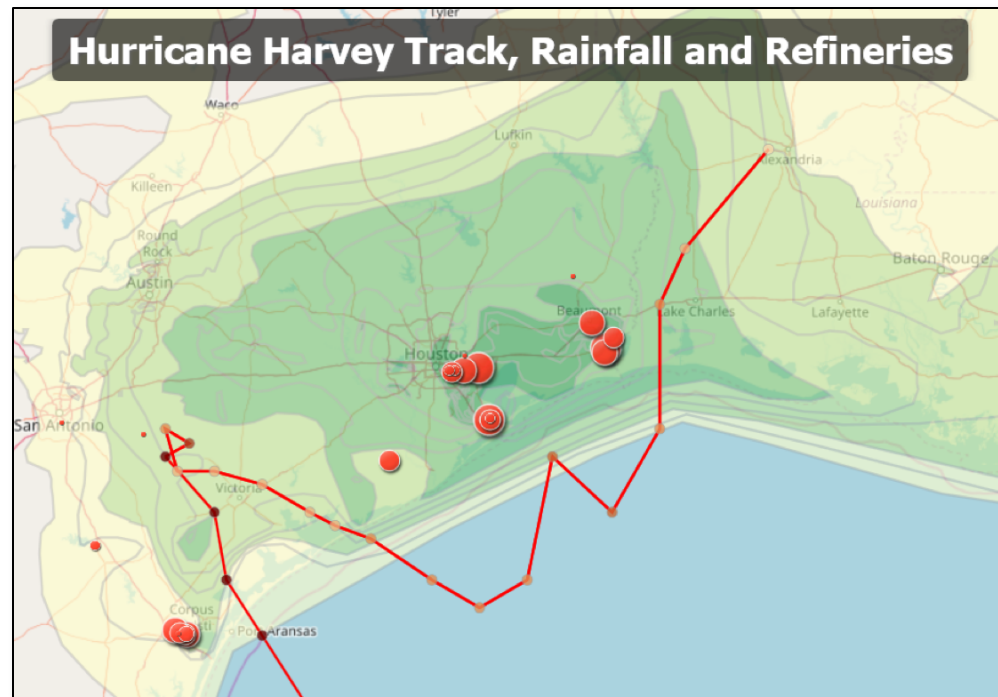 Tyler
Hurricane Harvey Track, Rainfall and Refineries
Waco
Lufkin
Alexandria
Killeen
Louisiana
Round
Rock
Austin
Baton Rouge
Beaumont
Lake Charles
Lafayette
Houston
San Antonio
Victoria
Corpus
sti
Port Aransas